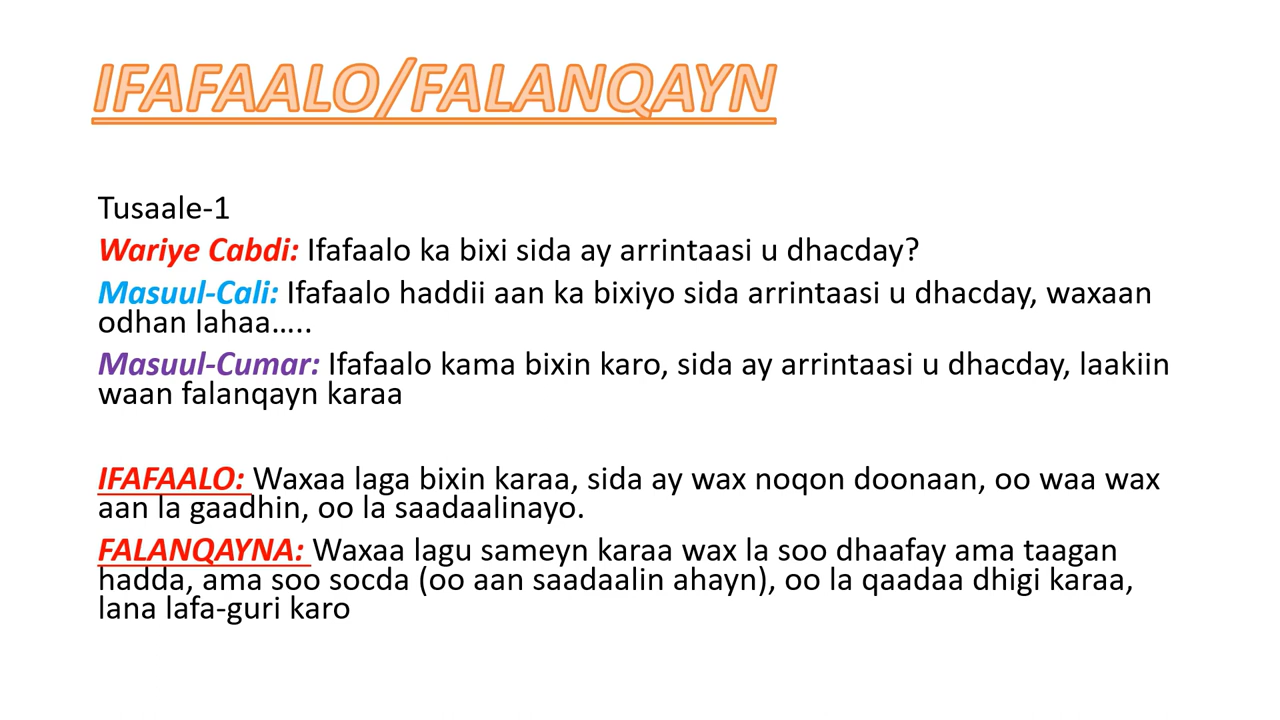 IFAFAALO/FALANQAYN
Tusaale-1
Wariye Cabdi: Ifafaalo ka bixi sida ay arrintaasi u dhacday?
Masuul-Cali: Ifafaalo haddii aan ka bixiyo sida arrintaasi u dhacday, waxaan
odhan lahaa…..
Masuul-Cumar: Ifafaalo kama bixin karo, sida ay arrintaasi u dhacday, laakiin
waan falanqayn karaa
IFAFAALO: Waxaa laga bixin karaa, sida ay wax noqon doonaan, oo waa wax
aan la gaadhin, oo la saadaalinayo.
FALANQAYNA: Waxaa lagu sameyn karaa wax la soo dhaafay ama taagan
hadda, ama soo socda (oo aan saadaalin ahayn), oo la qaadaa dhigi karaa,
lana lafa-guri karo